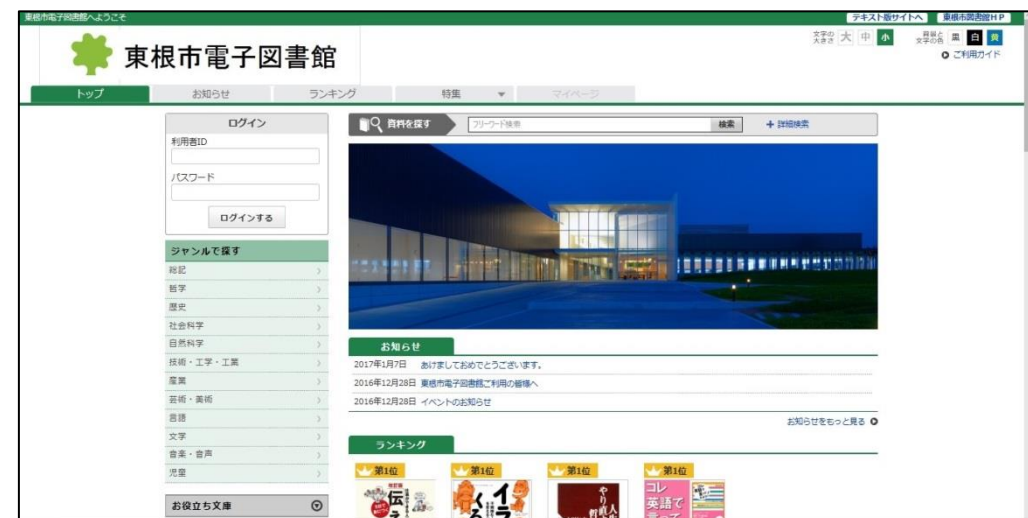 東根市電子図書館へようこそ
テキスト版サイトへ
東根市図書館HP
東根市電子図書館
文字の大きさ 大 中 小
背景と文字の色 黒 白 黄
ご利用ガイド
トップ
お知らせ
ランキング
特集
マイページ
ログイン
利用者ID
パスワード
ログインする
ジャンルで探す
総記
哲学
歴史
社会科学
自然科学
技術・工学・工業
産業
芸術・美術
言語
文学
音楽・音声
児童
お役立ち文庫
資料を探す
フリーワード検索
検索
詳細検索
お知らせ
2017年1月7日 あけましておめでとうございます。
2016年12月28日 東根市電子図書館ご利用の皆様へ
2016年12月28日 イベントのお知らせ
お知らせをもっと見る
ランキング
第1位
第1位
第1位
第1位
コレ
英語で